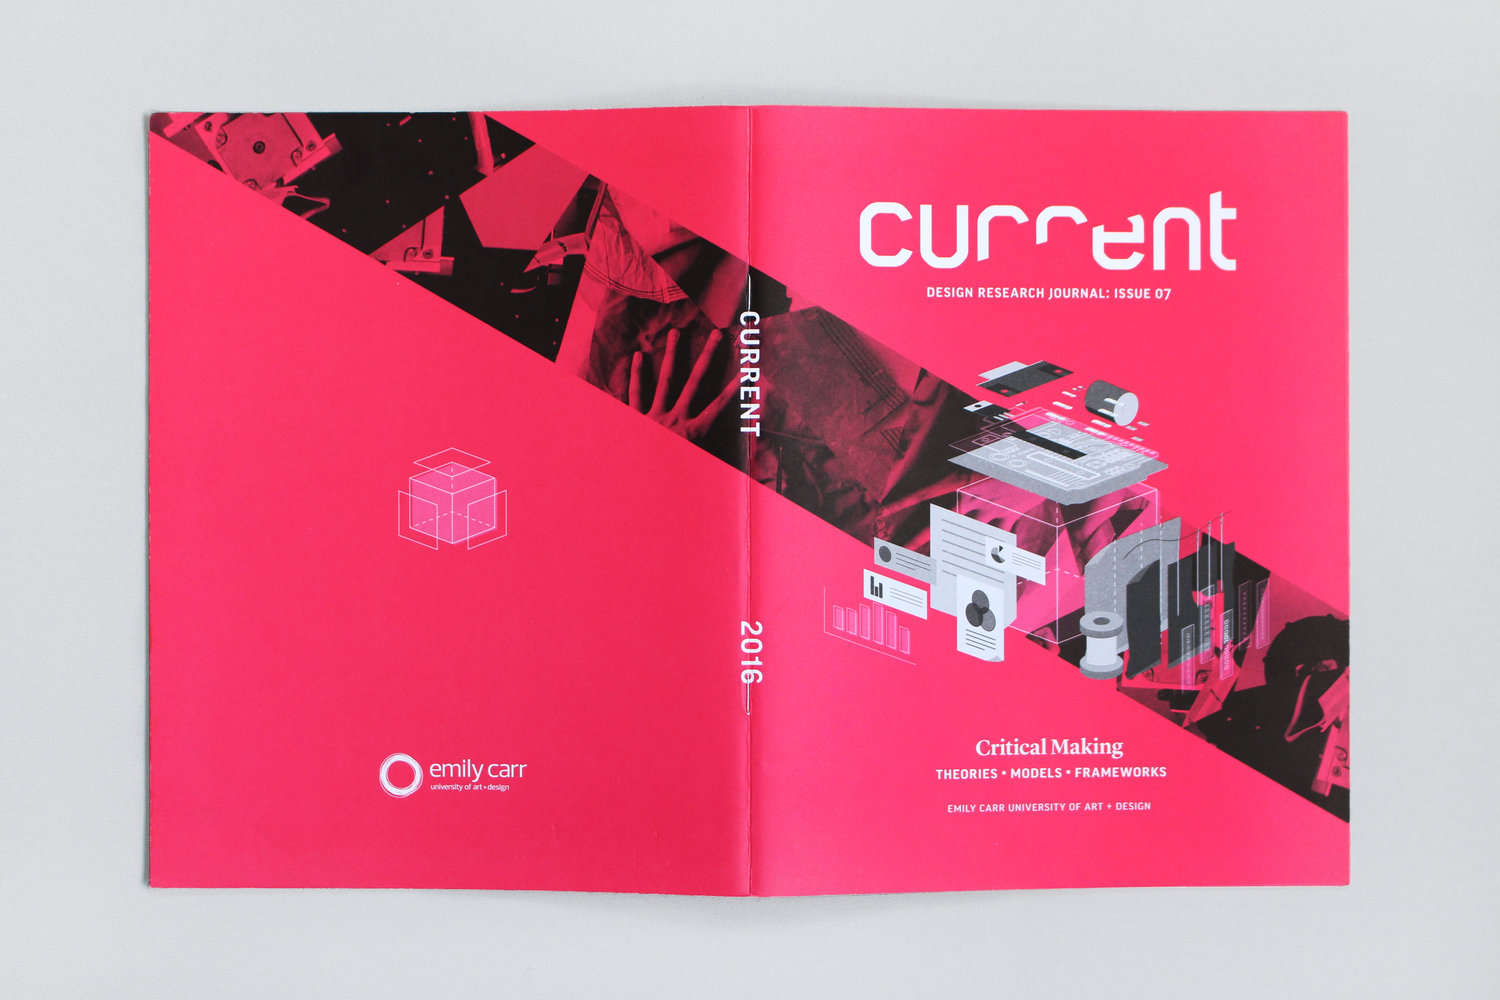 current
DESIGN RESEARCH JOURNAL: ISSUE 07
CURRENT
2016
Critical Making
THEORIES • MODELS • FRAMEWORKS
EMILY CARR UNIVERSITY OF ART + DESIGN
emily carr
university of art+design